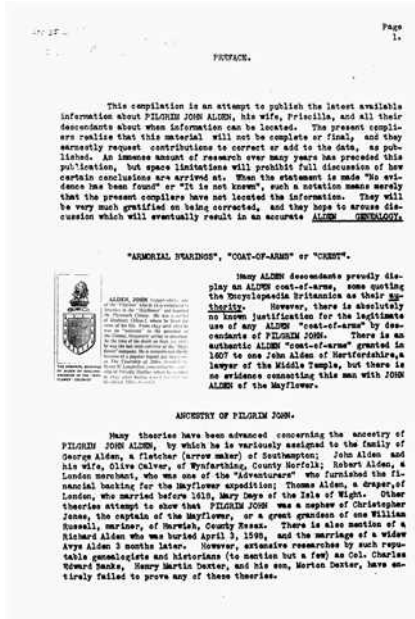 Page
1.
PREFACE.
This compilation is an attempt to publish the latest available
information about PILGRIM JOHN ALDEN, his wife, Priscilla, and all their
descendants about whom information can be located. The present compil-
ers realize that this material will not be complete or final, and they
earnestly request contributions to correct or add to the data, as pub-
lished. An immense amount of research over many years has preceded this
publication, but space limitations will prohibit full discussion of how
certain conclusions are arrived at. When the statement is made "No evi-
dence has been found" or "It is not known", such a notation means merely
that the present compilers have not located the information. They will
be very much gratified on being corrected, and they hope to arouse dis-
cussion which will eventually result in an accurate ALDEN GENEALOGY.
"ARMORIAL BEARINGS", "COAT-OF-ARMS" or "CREST".
Many ALDEN descendants proudly dis-
play an ALDEN coat-of-arms, some quoting
the Encyclopaedia Britannica as their au-
thority. However, there is absolutely
no known justification for the legitimate
use of any ALDEN "coat-of-arms" by des-
cendants of PILGRIM JOHN. There is an
authentic ALDEN "coat-of-arms" granted in
1607 to one John Alden of Hertfordshire,a
lawyer of the Middle Temple, but there is
no evidence connecting this man with JOHN
ALDEN of the Mayflower.
ALDEN, JOHN
ANCESTRY OF PILGRIM JOHN.
Many theories have been advanced concerning the ancestry of
PILGRIM JOHN ALDEN, by which he is variously assigned to the family of
George Alden, a fletcher (arrow maker) of Southampton; John Alden and
his wife, Olive Calver, of Wynfarthing, County Norfolk; Robert Alden, a
London merchant, who was one of the "Adventurers" who furnished the fi-
nancial backing for the Mayflower expedition; Thomas Alden, a draper,of
London, who married before 1618, Mary Daye of the Isle of Wight. Other
theories attempt to show that PILGRIM JOHN was a nephew of Christopher
Jones, the captain of the Mayflower, or a great grandson of one William
Russell, mariner, of Harwich, County Essex. There is also mention of a
Richard Alden who was buried April 3, 1598, and the marriage of a widow
Avys Alden 3 months later. However, extensive researches by such repu-
table genealogists and historians (to mention but a few) as Col. Charles
Edward Banks, Henry Martin Dexter, and his son, Morton Dexter, have en-
tirely failed to prove any of these theories.